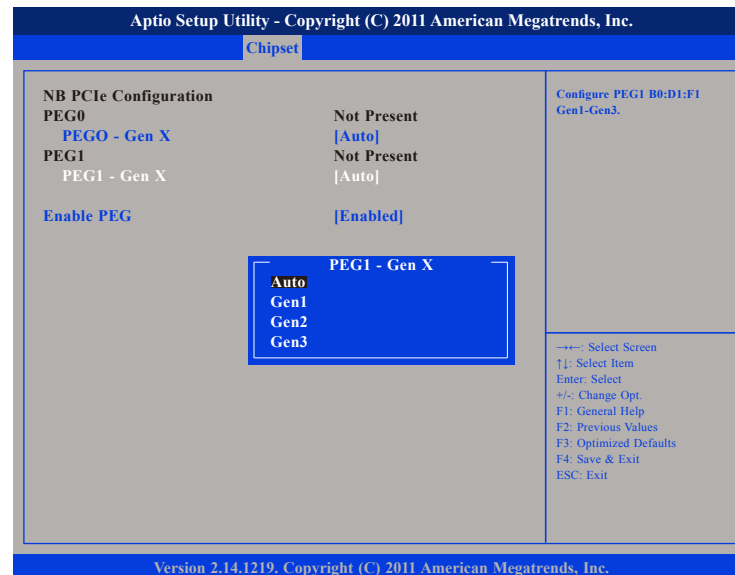 Aptio Setup Utility - Copyright (C) 2011 American Megatrends, Inc.
Chipset
NB PCIe Configuration
PEG0 Not Present
PEGO - Gen X [Auto]
PEG1 Not Present
PEG1 - Gen X [Auto]
Enable PEG [Enabled]
PEG1 - Gen X
Auto
Gen1
Gen2
Gen3
Configure PEG1 B0:D1:F1
Gen1-Gen3.
→←: Select Screen
↑↓: Select Item
Enter: Select
+/-: Change Opt.
F1: General Help
F2: Previous Values
F3: Optimized Defaults
F4: Save & Exit
ESC: Exit
Version 2.14.1219. Copyright (C) 2011 American Megatrends, Inc.